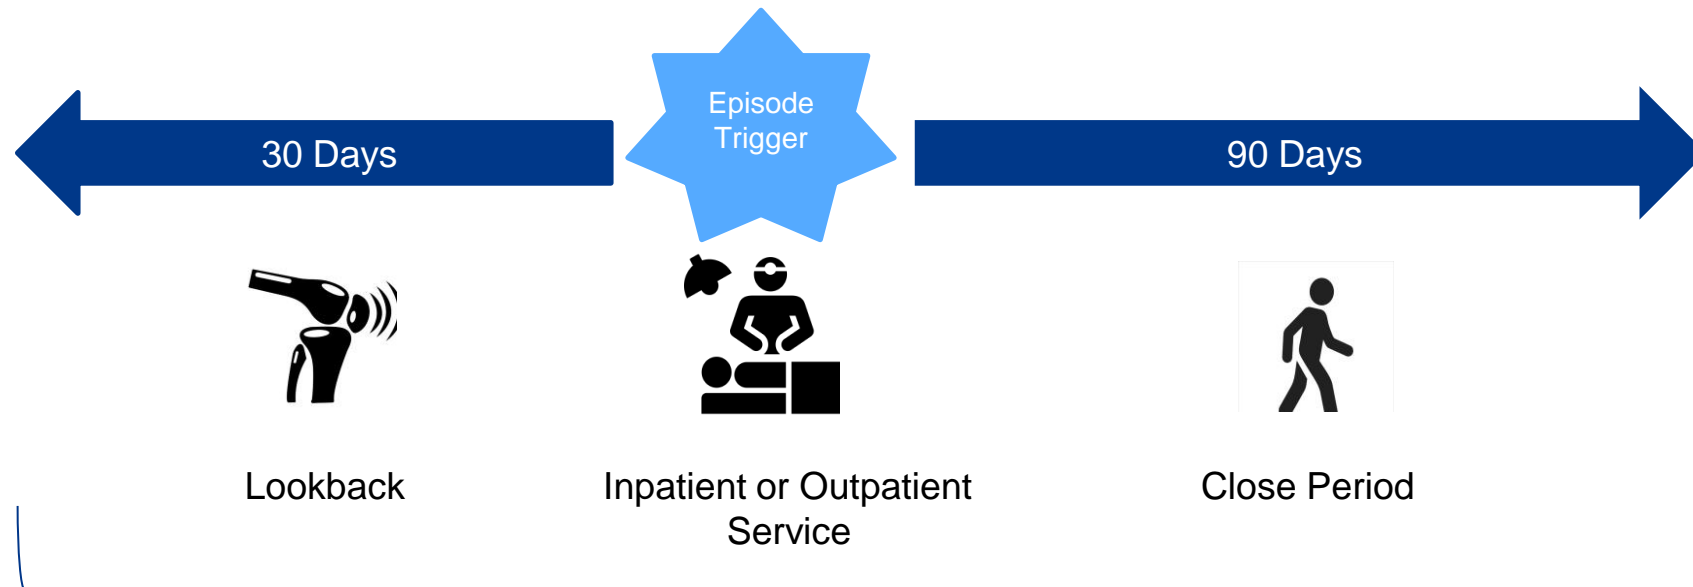 Episode
Trigger
30 Days
90 Days
Lookback
Inpatient or Outpatient
Service
Close Period